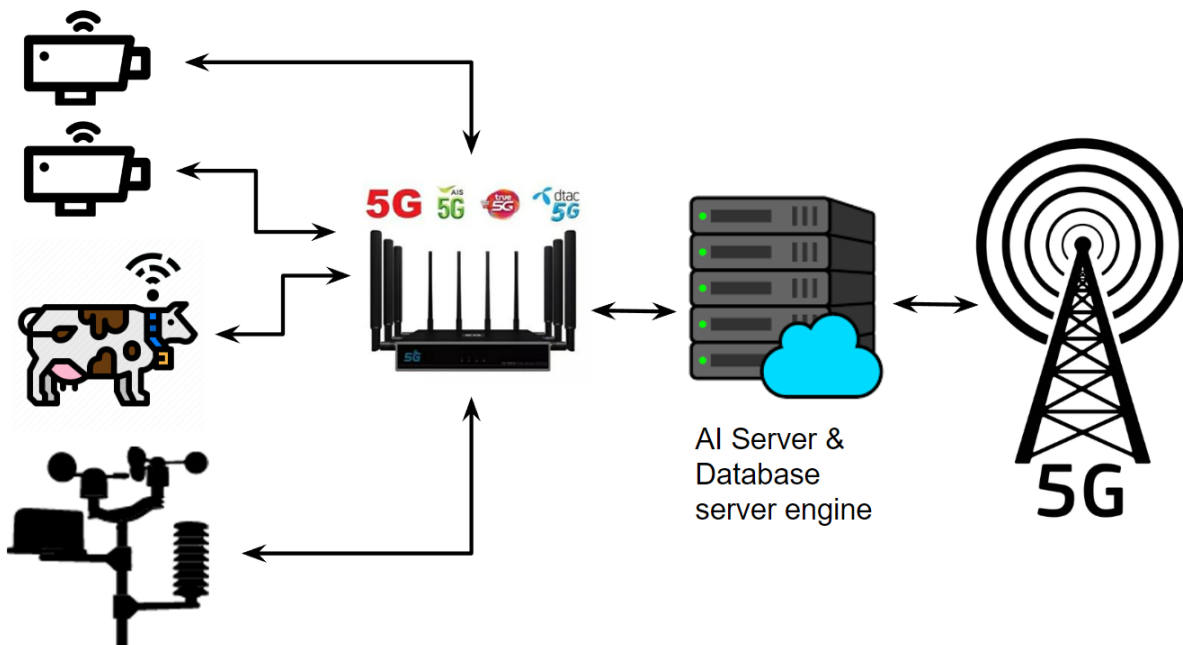 5G
AIS
5G
true
5G
dtac
5G
5G
AI Server &
Database
server engine
5G